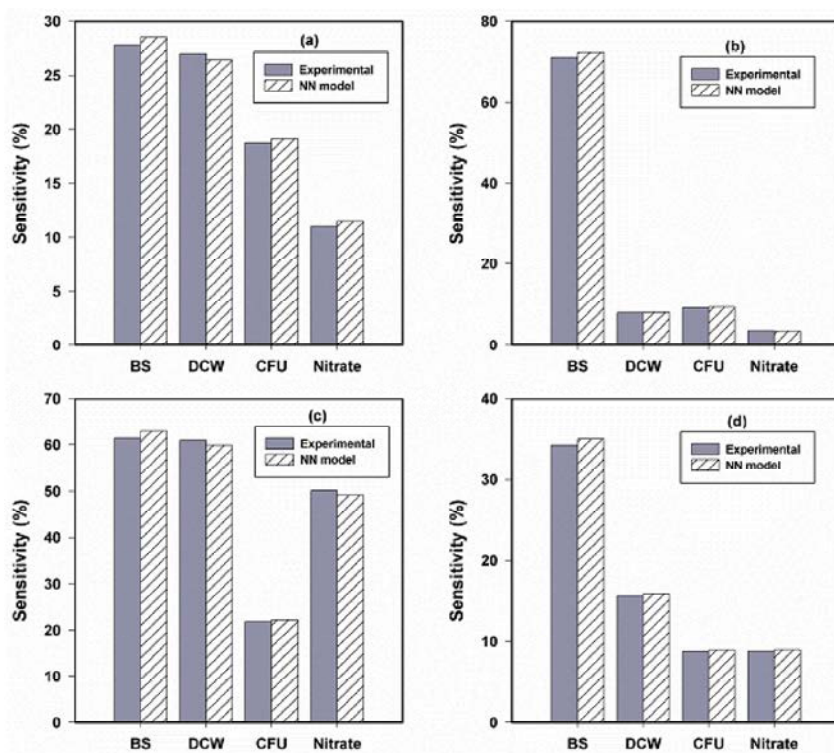 (a)
Experimental
NN model
Sensitivity (%)
30
25
20
15
10
5
0
BS DCW CFU Nitrate
(b)
Experimental
NN model
Sensitivity (%)
80
60
40
20
0
BS DCW CFU Nitrate
(c)
Experimental
NN model
Sensitivity (%)
70
60
50
40
30
20
10
0
BS DCW CFU Nitrate
(d)
Experimental
NN model
Sensitivity (%)
40
30
20
10
0
BS DCW CFU Nitrate